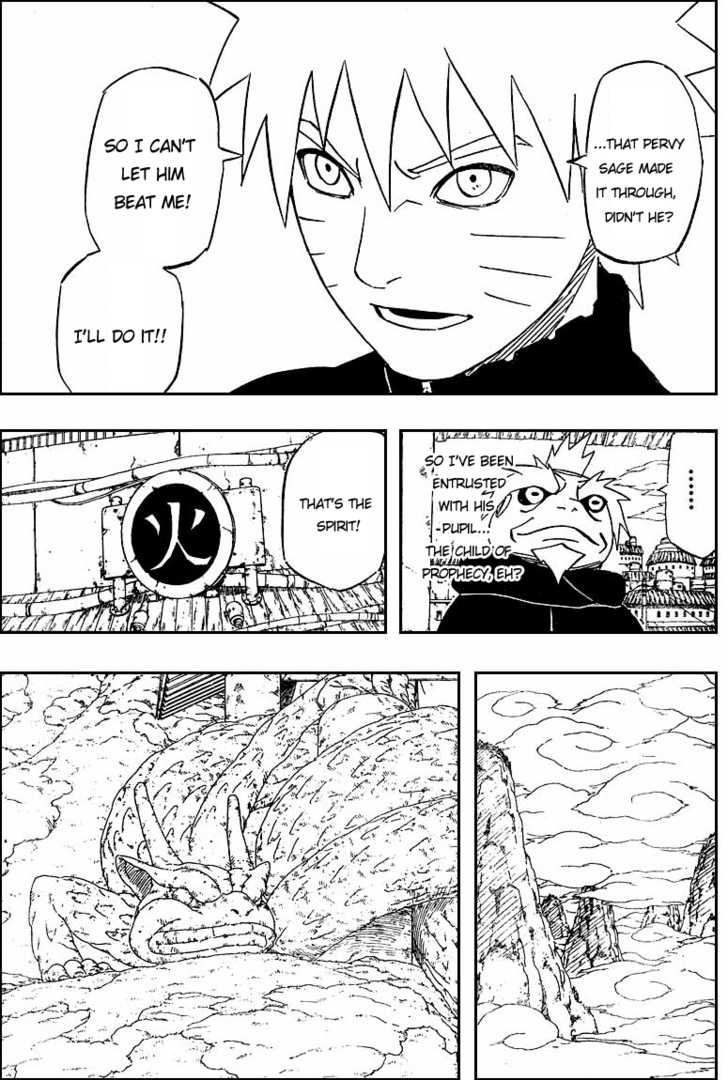 ...THAT PERVY
SAGE MADE
IT THROUGH,
DIDN'T HE?
SO I CAN'T
LET HIM
BEAT ME!
I'LL DO IT!!
......
SO I'VE BEEN
ENTRUSTED
WITH HIS
-PUPIL...
THE CHILD OF
PROPHECY, EH?
THAT'S THE
SPIRIT!
火